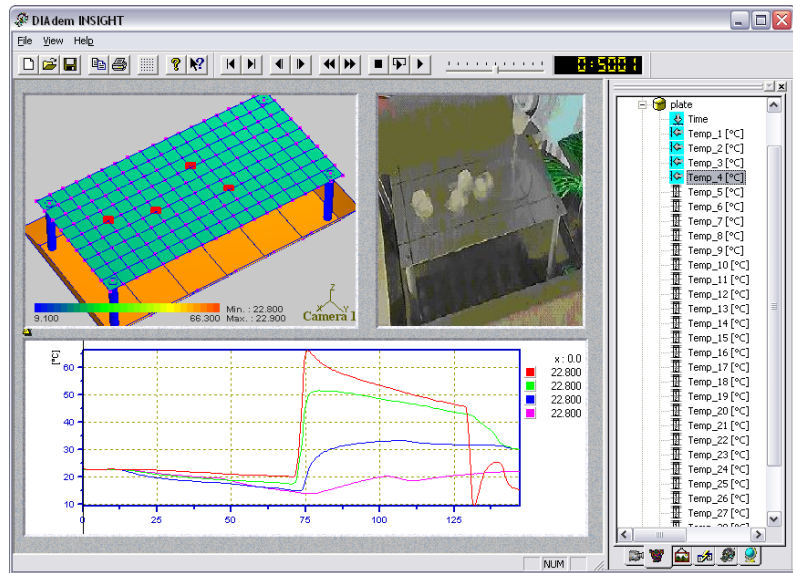 DIAdem INSIGHT
File View Help
0:5001
plate
Time
Temp_1 [°C]
Temp_2 [°C]
Temp_3 [°C]
Temp_4 [°C]
Temp_5 [°C]
Temp_6 [°C]
Temp_7 [°C]
Temp_8 [°C]
Temp_9 [°C]
Temp_10 [°C]
Temp_11 [°C]
Temp_12 [°C]
Temp_13 [°C]
Temp_14 [°C]
Temp_15 [°C]
Temp_16 [°C]
Temp_17 [°C]
Temp_18 [°C]
Temp_19 [°C]
Temp_20 [°C]
Temp_21 [°C]
Temp_22 [°C]
Temp_23 [°C]
Temp_24 [°C]
Temp_25 [°C]
Temp_26 [°C]
Temp_27 [°C]
Z
X Y
Min. : 22.800
9.100 66.300 Max. : 22.900 Camera 1
[°C]
60
50
40
30
20
10
0 25 50 75 100 125
x : 0.0
22.800
22.800
22.800
22.800
NUM